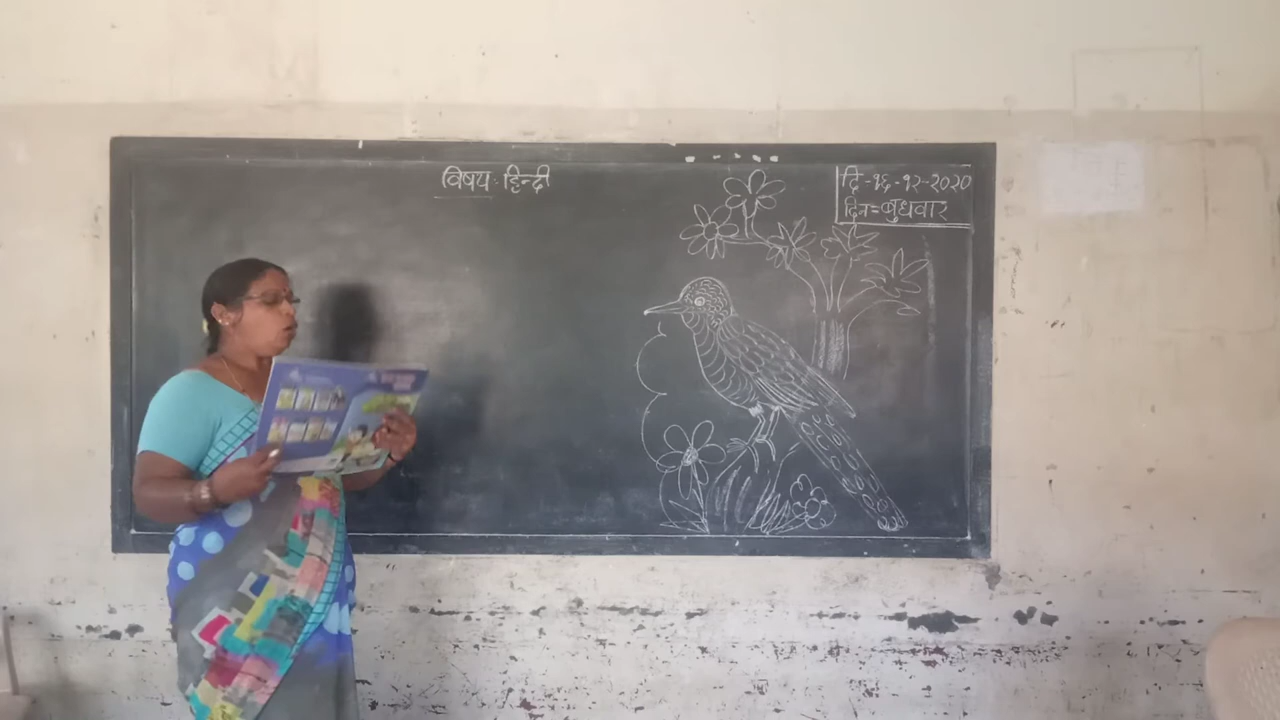 विषय : हिन्दी
दि -१६-१२-२०२०
दिन = बुधवार